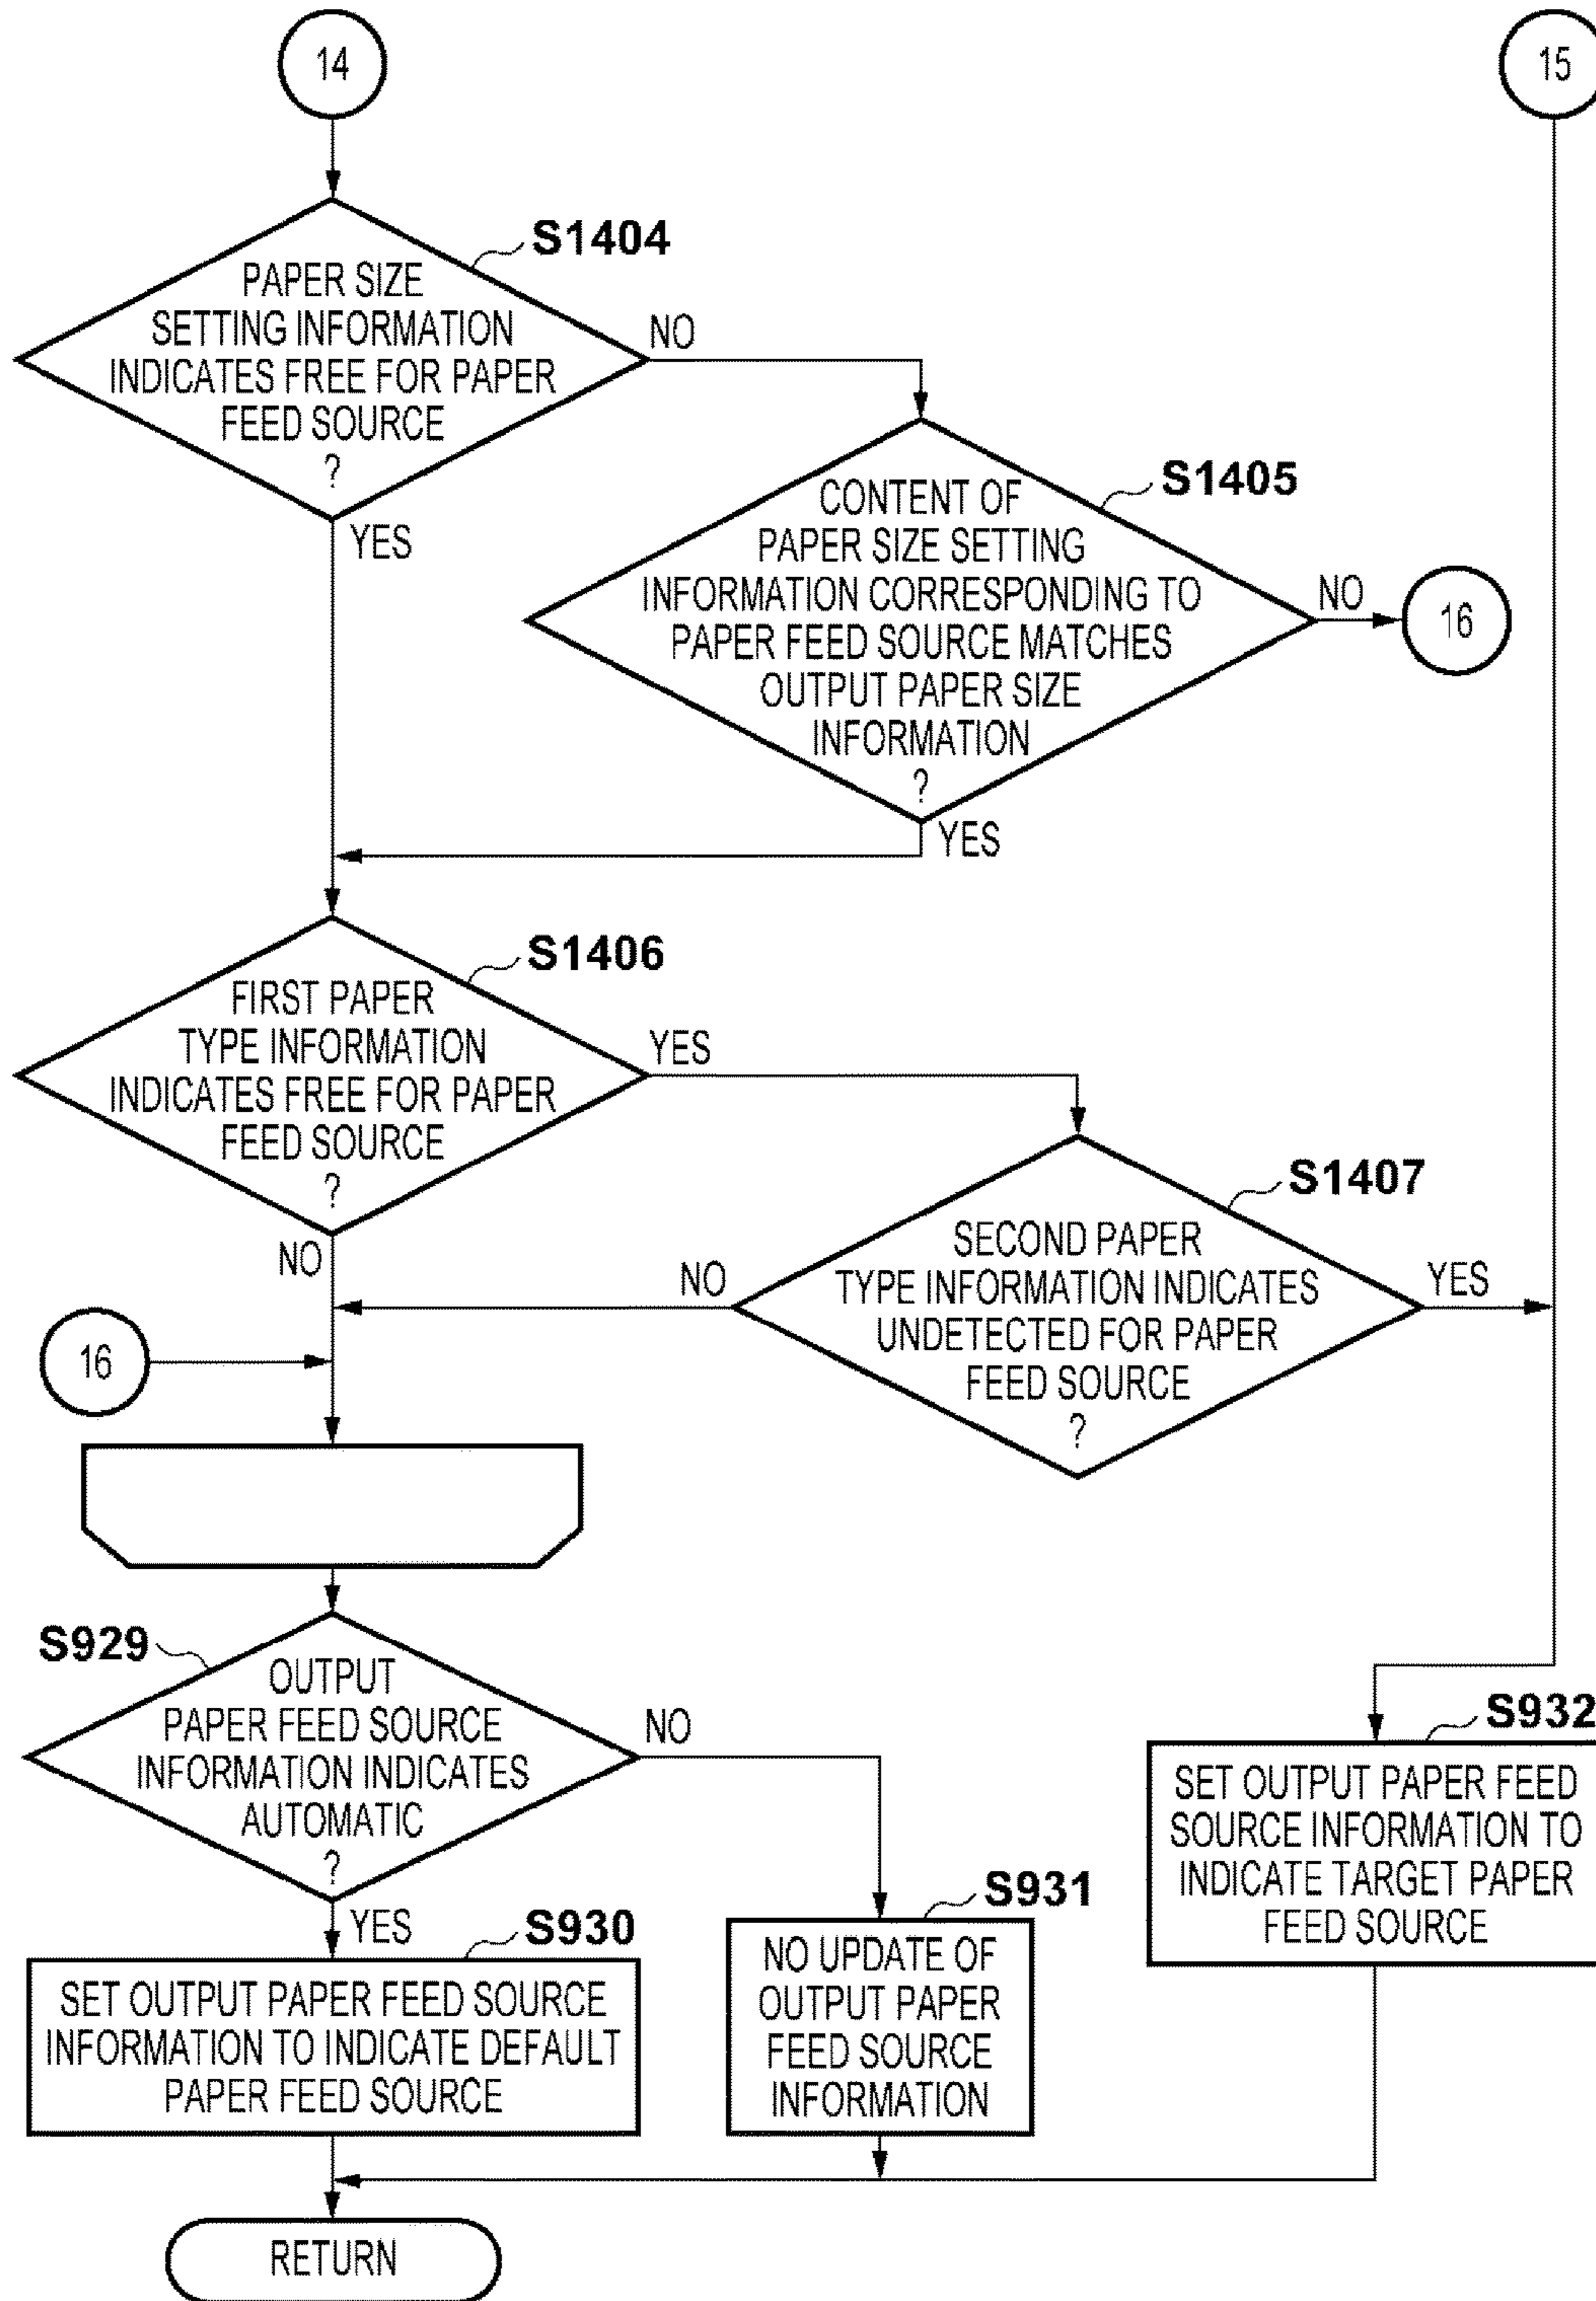 14
15
S1404
PAPER SIZE
SETTING INFORMATION
INDICATES FREE FOR PAPER
FEED SOURCE
?
NO
YES
S1405
CONTENT OF
PAPER SIZE SETTING
INFORMATION CORRESPONDING TO
PAPER FEED SOURCE MATCHES
OUTPUT PAPER SIZE
INFORMATION
?
NO
16
YES
S1406
FIRST PAPER
TYPE INFORMATION
INDICATES FREE FOR PAPER
FEED SOURCE
?
YES
NO
S1407
SECOND PAPER
TYPE INFORMATION INDICATES
UNDETECTED FOR PAPER
FEED SOURCE
?
NO
YES
16
S929
OUTPUT
PAPER FEED SOURCE
INFORMATION INDICATES
AUTOMATIC
?
NO
YES
S930
SET OUTPUT PAPER FEED SOURCE
INFORMATION TO INDICATE DEFAULT
PAPER FEED SOURCE
S931
NO UPDATE OF
OUTPUT PAPER
FEED SOURCE
INFORMATION
S932
SET OUTPUT PAPER FEED
SOURCE INFORMATION TO
INDICATE TARGET PAPER
FEED SOURCE
RETURN